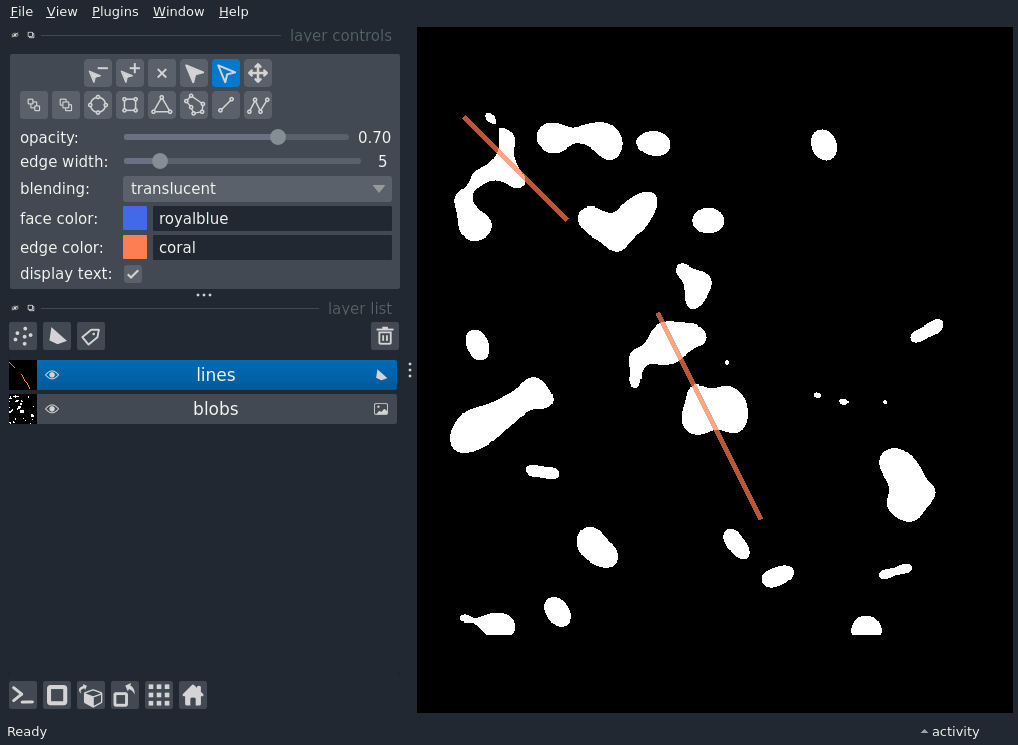 File View Plugins Window Help
layer controls
opacity: 0.70
edge width: 5
blending: translucent
face color: royalblue
edge color: coral
display text:
layer list
lines
blobs
Ready
activity